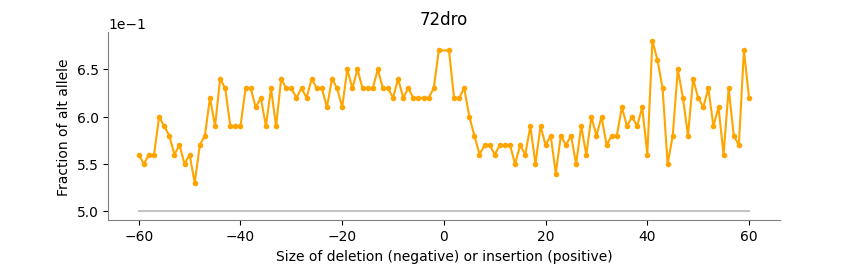 72dro
1e−1
Fraction of alt allele
6.5
6.0
5.5
5.0
−60 −40 −20 0 20 40 60
Size of deletion (negative) or insertion (positive)